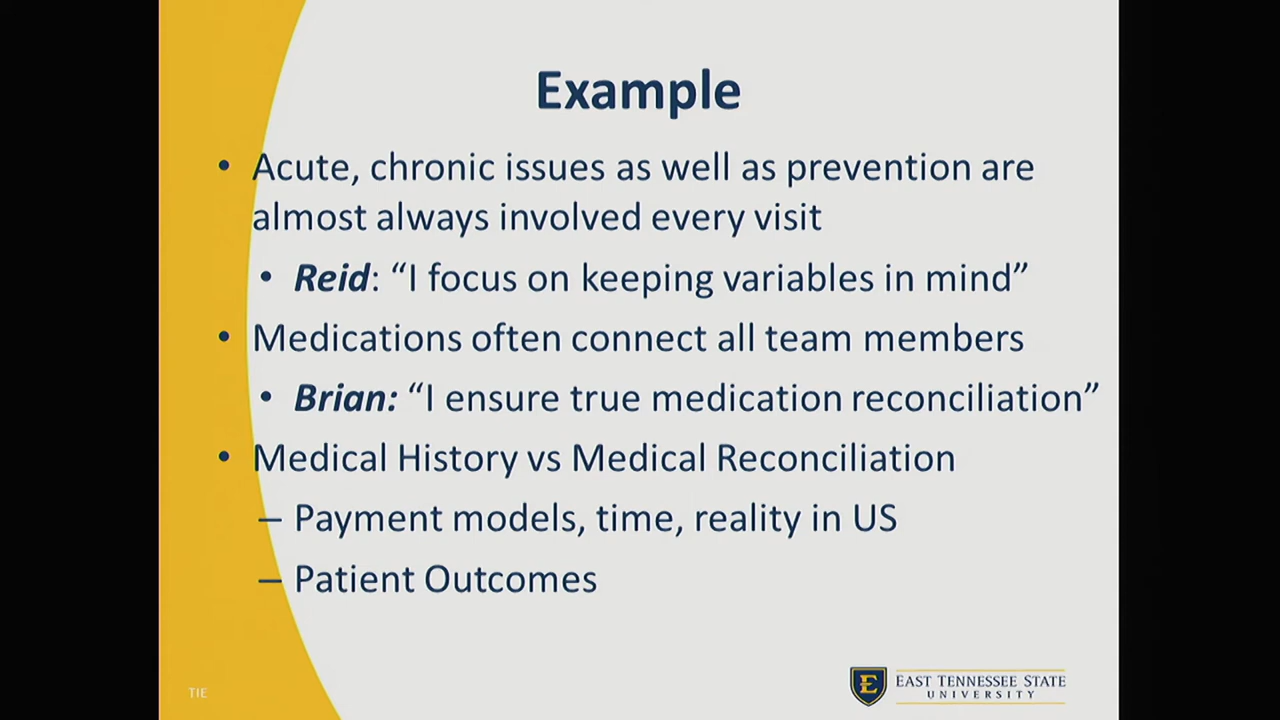 Example
• Acute, chronic issues as well as prevention are
almost always involved every visit
• Reid: “I focus on keeping variables in mind”
• Medications often connect all team members
• Brian: “I ensure true medication reconciliation”
• Medical History vs Medical Reconciliation
– Payment models, time, reality in US
– Patient Outcomes
TIE
E
EAST TENNESSEE STATE
UNIVERSITY